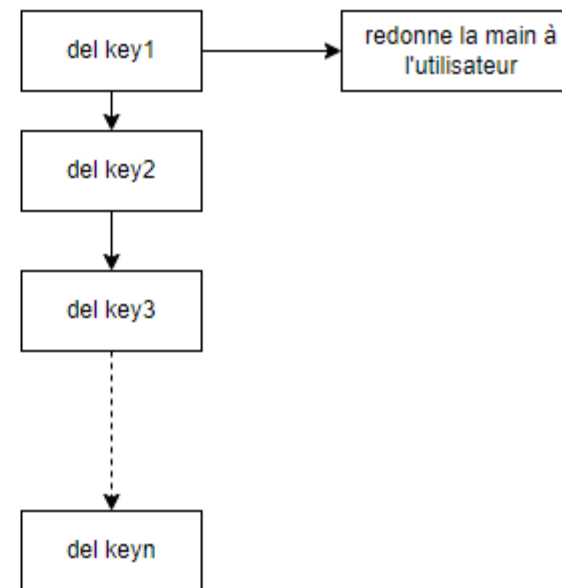 del key1
redonne la main à
l'utilisateur
del key2
del key3
del keyn